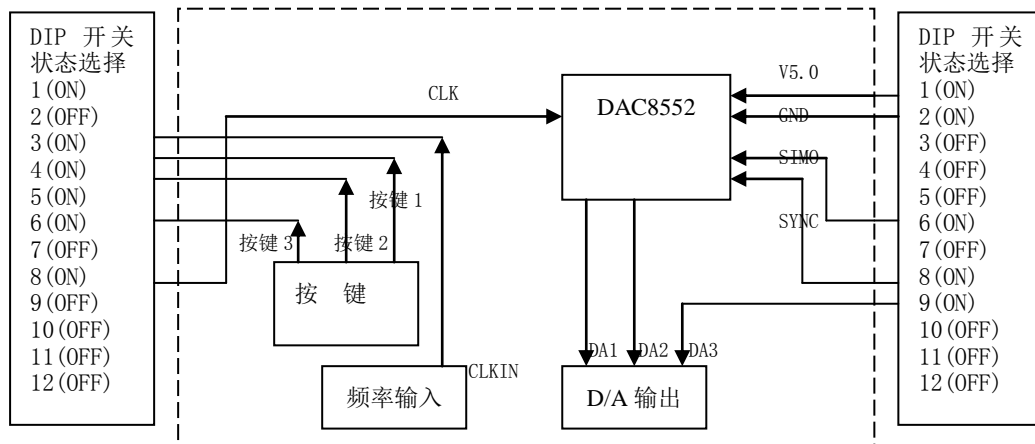 DIP 开关
状态选择
1(ON)
2(OFF)
3(ON)
4(ON)
5(ON)
6(ON)
7(OFF)
8(ON)
9(OFF)
10(OFF)
11(OFF)
12(OFF)
CLK
按键 1
按键 3
按键 2
按 键
频率输入
CLKIN
DAC8552
V5.0
GND
SIMO
SYNC
DA1
DA2
DA3
D/A 输出
DIP 开关
状态选择
1(ON)
2(ON)
3(OFF)
4(OFF)
5(OFF)
6(ON)
7(OFF)
8(ON)
9(ON)
10(OFF)
11(OFF)
12(OFF)